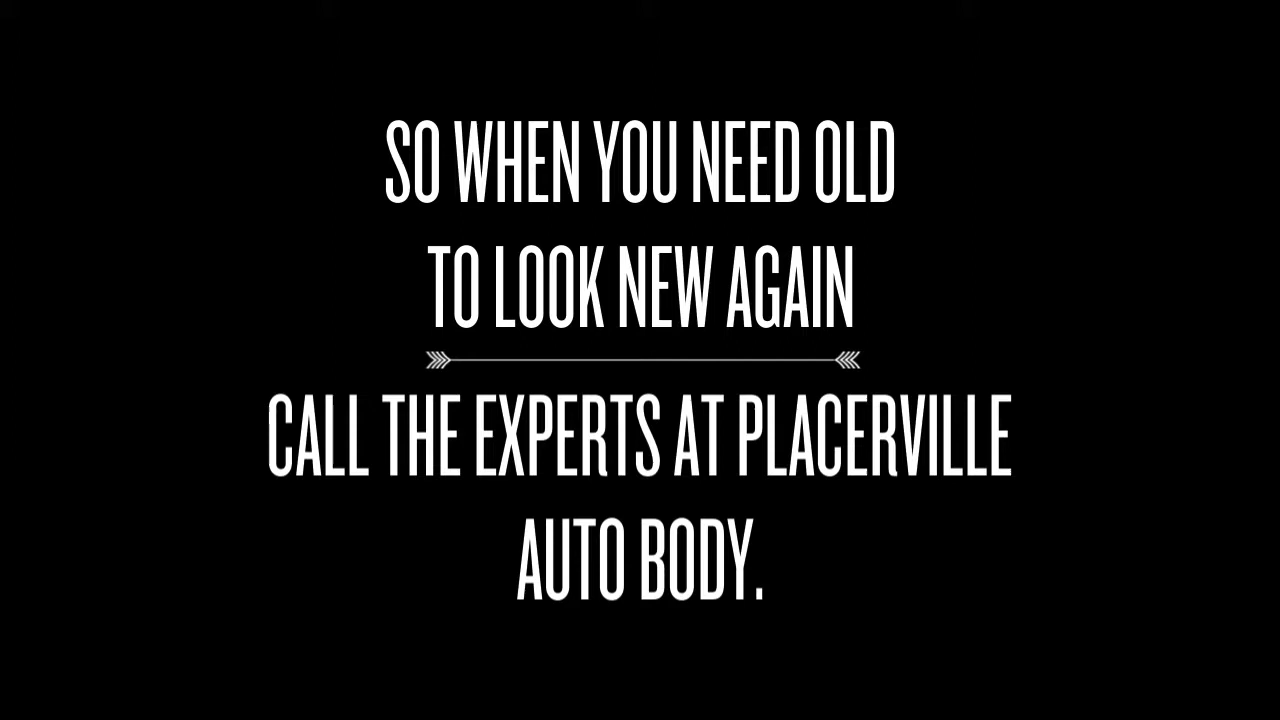 SO WHEN YOU NEED OLD
TO LOOK NEW AGAIN
CALL THE EXPERTS AT PLACERVILLE
AUTO BODY.